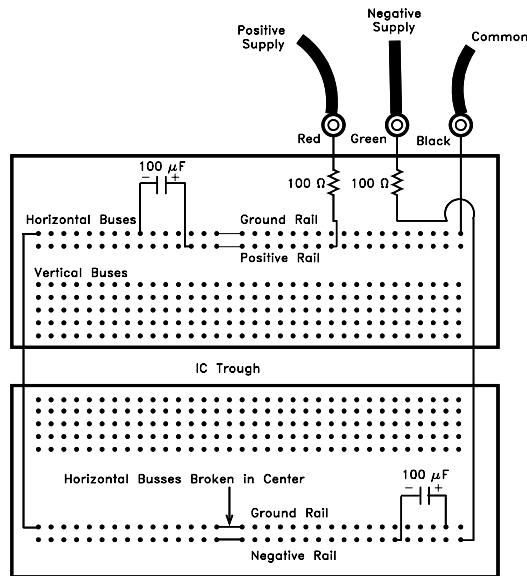 Positive
Supply
Negative
Supply
Common
Red
Green
Black
100 μF
- +
100 Ω
100 Ω
Horizontal Buses
Ground Rail
Positive Rail
Vertical Buses
IC Trough
Horizontal Busses Broken in Center
100 μF
- +
Ground Rail
Negative Rail